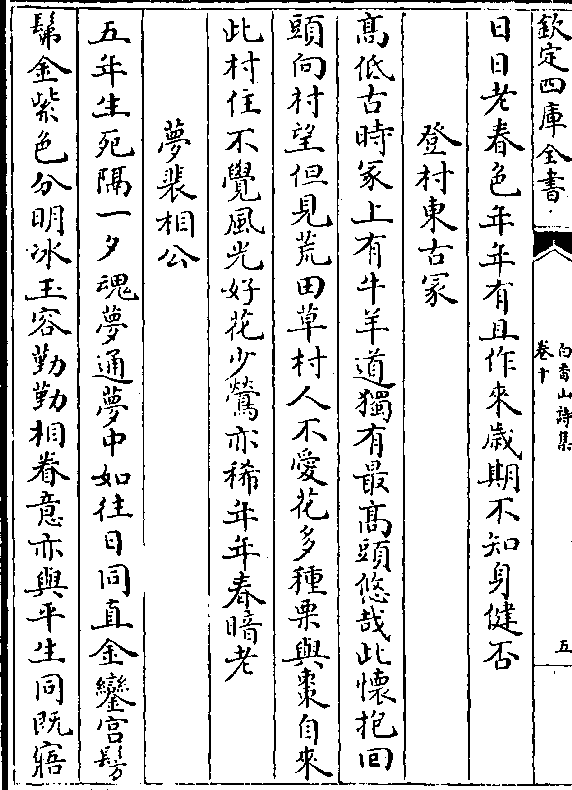 欽定四庫全書
白香山詩集
卷十
五
日日老春色年年有且作來歳期不知身健否
登村東古冢
髙低古時冢上有牛羊道獨有最髙頭悠哉此懷抱回
頭向村望但見荒田草村人不愛花多種栗與棗自來
此村住不覺風光好花少鶯亦稀年年春暗老
夢裴相公
五年生死隔一夕魂夢通夢中如往日同直金鑾宮髣
髴金紫色分明冰玉容勤勤相眷意亦與平生同既寤